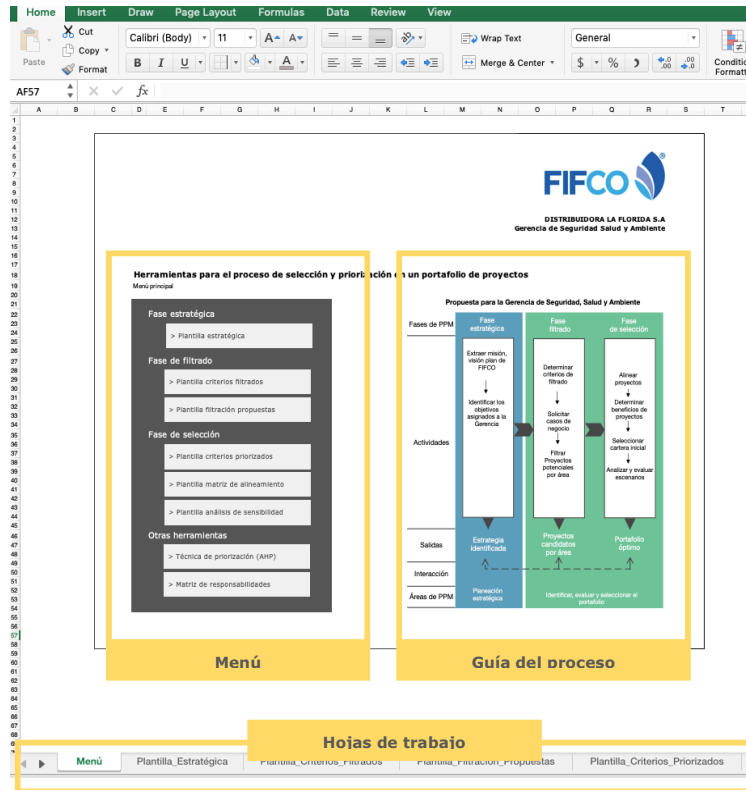 Home Insert Draw Page Layout Formulas Data Review View
Cut
Copy
Format
Paste
Calibri (Body) 11
Wrap Text
Merge & Center
General
Formatt
AF57 fx
A B C D E F G H I J K L M N O P Q R S T
FIFCO
DISTRIBUIDORA LA FLORIDA S.A
Gerencia de Seguridad Salud y Ambiente
Herramientas para el proceso de selección y priorización en un portafolio de proyectos
Menú principal
Fase estratégica
> Plantilla estratégica
Fase de filtrado
> Plantilla criterios filtrados
> Plantilla filtración propuestas
Fase de selección
> Plantilla criterios priorizados
> Plantilla matriz de alineamiento
> Plantilla análisis de sensibilidad
Otras herramientas
> Técnica de priorización (AHP)
> Matriz de responsabilidades
Menú
Propuesta para la Gerencia de Seguridad, Salud y Ambiente
Fases de PPM
Fase
estratégica
Fase
filtrado
Fase
de selección
Actividades
Extraer misión,
visión plan de
FIFCO
Identificar los
objetivos
asignados a la
Gerencia
Determinar
criterios de
filtrado
Solicitar
casos de
negocio
Filtrar
Proyectos
potenciales
por área
Alinear
proyectos
Determinar
beneficios de
proyectos
Seleccionar
cartera inicial
Analizar y evaluar
escenarios
Salidas
Estrategia
identificada
Proyectos
candidatos
por área
Portafolio
óptimo
Interacción
Áreas de PPM
Planeación
estratégica
Identificar, evaluar y seleccionar el
portafolio
Guía del proceso
Hojas de trabajo
Menú Plantilla_Estratégica Plantilla_Criterios_Filtrados Plantilla_Filtración_Propuestas Plantilla_Criterios_Priorizados